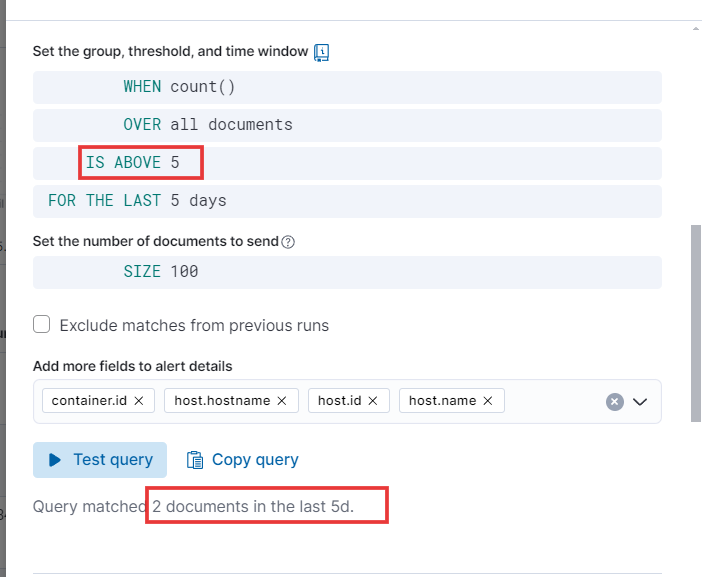 Set the group, threshold, and time window
WHEN count()
OVER all documents
IS ABOVE 5
FOR THE LAST 5 days
Set the number of documents to send
SIZE 100
Exclude matches from previous runs
Add more fields to alert details
container.id host.hostname host.id host.name
Test query Copy query
Query matched 2 documents in the last 5d.